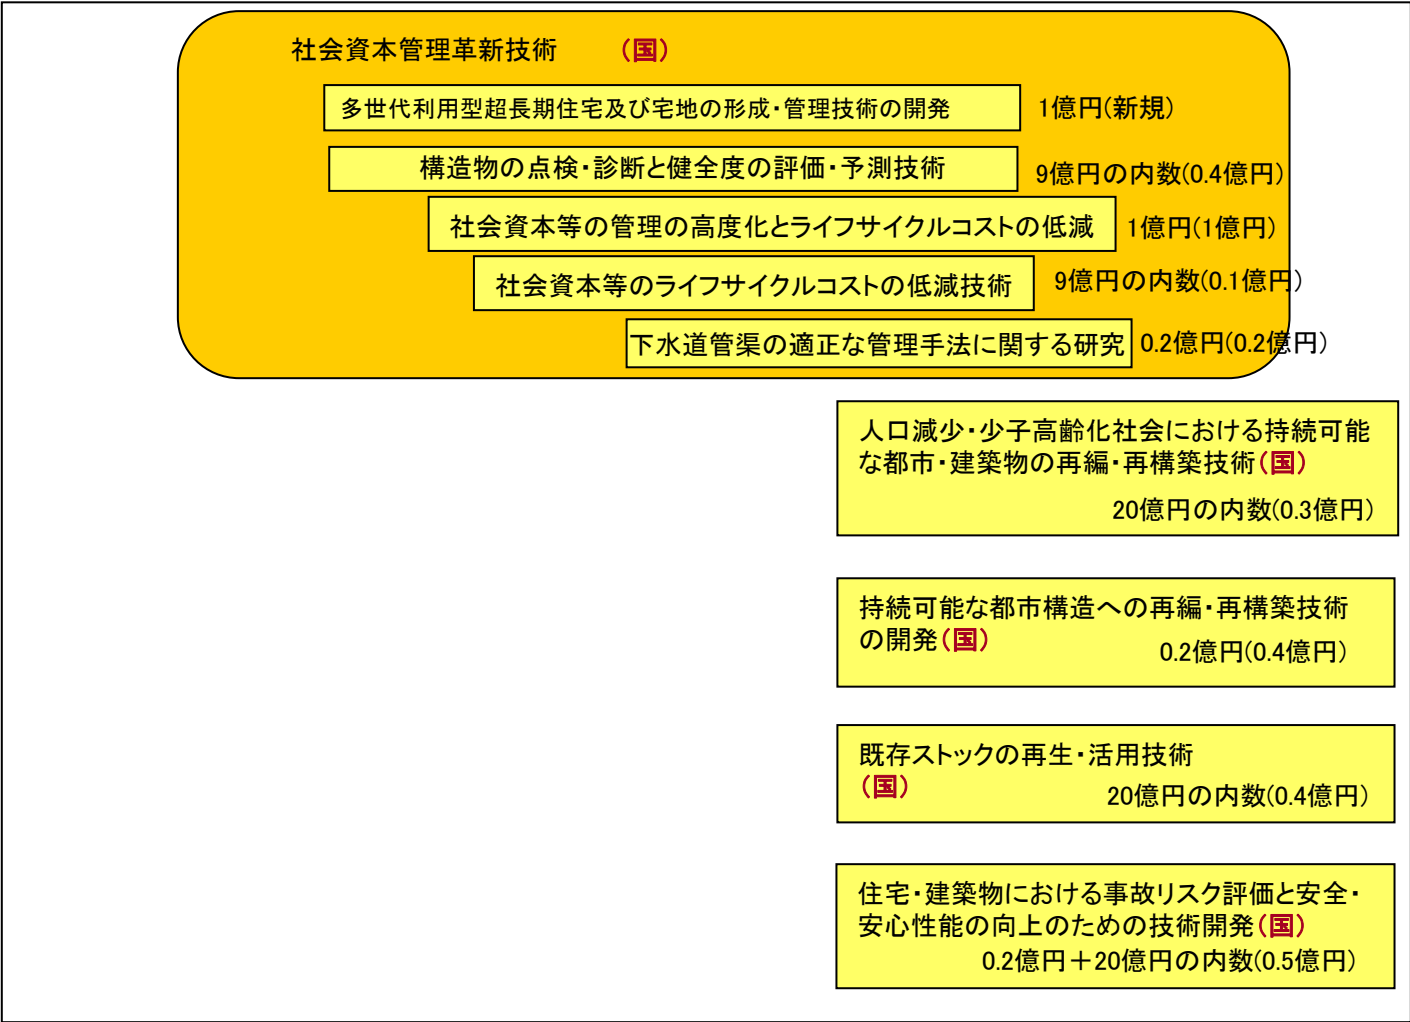 社会資本管理革新技術　　(国)
多世代利用型超長期住宅及び宅地の形成・管理技術の開発　1億円(新規)
構造物の点検・診断と健全度の評価・予測技術　9億円の内数(0.4億円)
社会資本等の管理の高度化とライフサイクルコストの低減　1億円(1億円)
社会資本等のライフサイクルコストの低減技術　9億円の内数(0.1億円)
下水道管渠の適正な管理手法に関する研究　0.2億円(0.2億円)
人口減少・少子高齢化社会における持続可能
な都市・建築物の再編・再構築技術(国)
20億円の内数(0.3億円)
持続可能な都市構造への再編・再構築技術
の開発(国)　0.2億円(0.4億円)
既存ストックの再生・活用技術
(国)　20億円の内数(0.4億円)
住宅・建築物における事故リスク評価と安全・
安心性能の向上のための技術開発(国)
0.2億円＋20億円の内数(0.5億円)